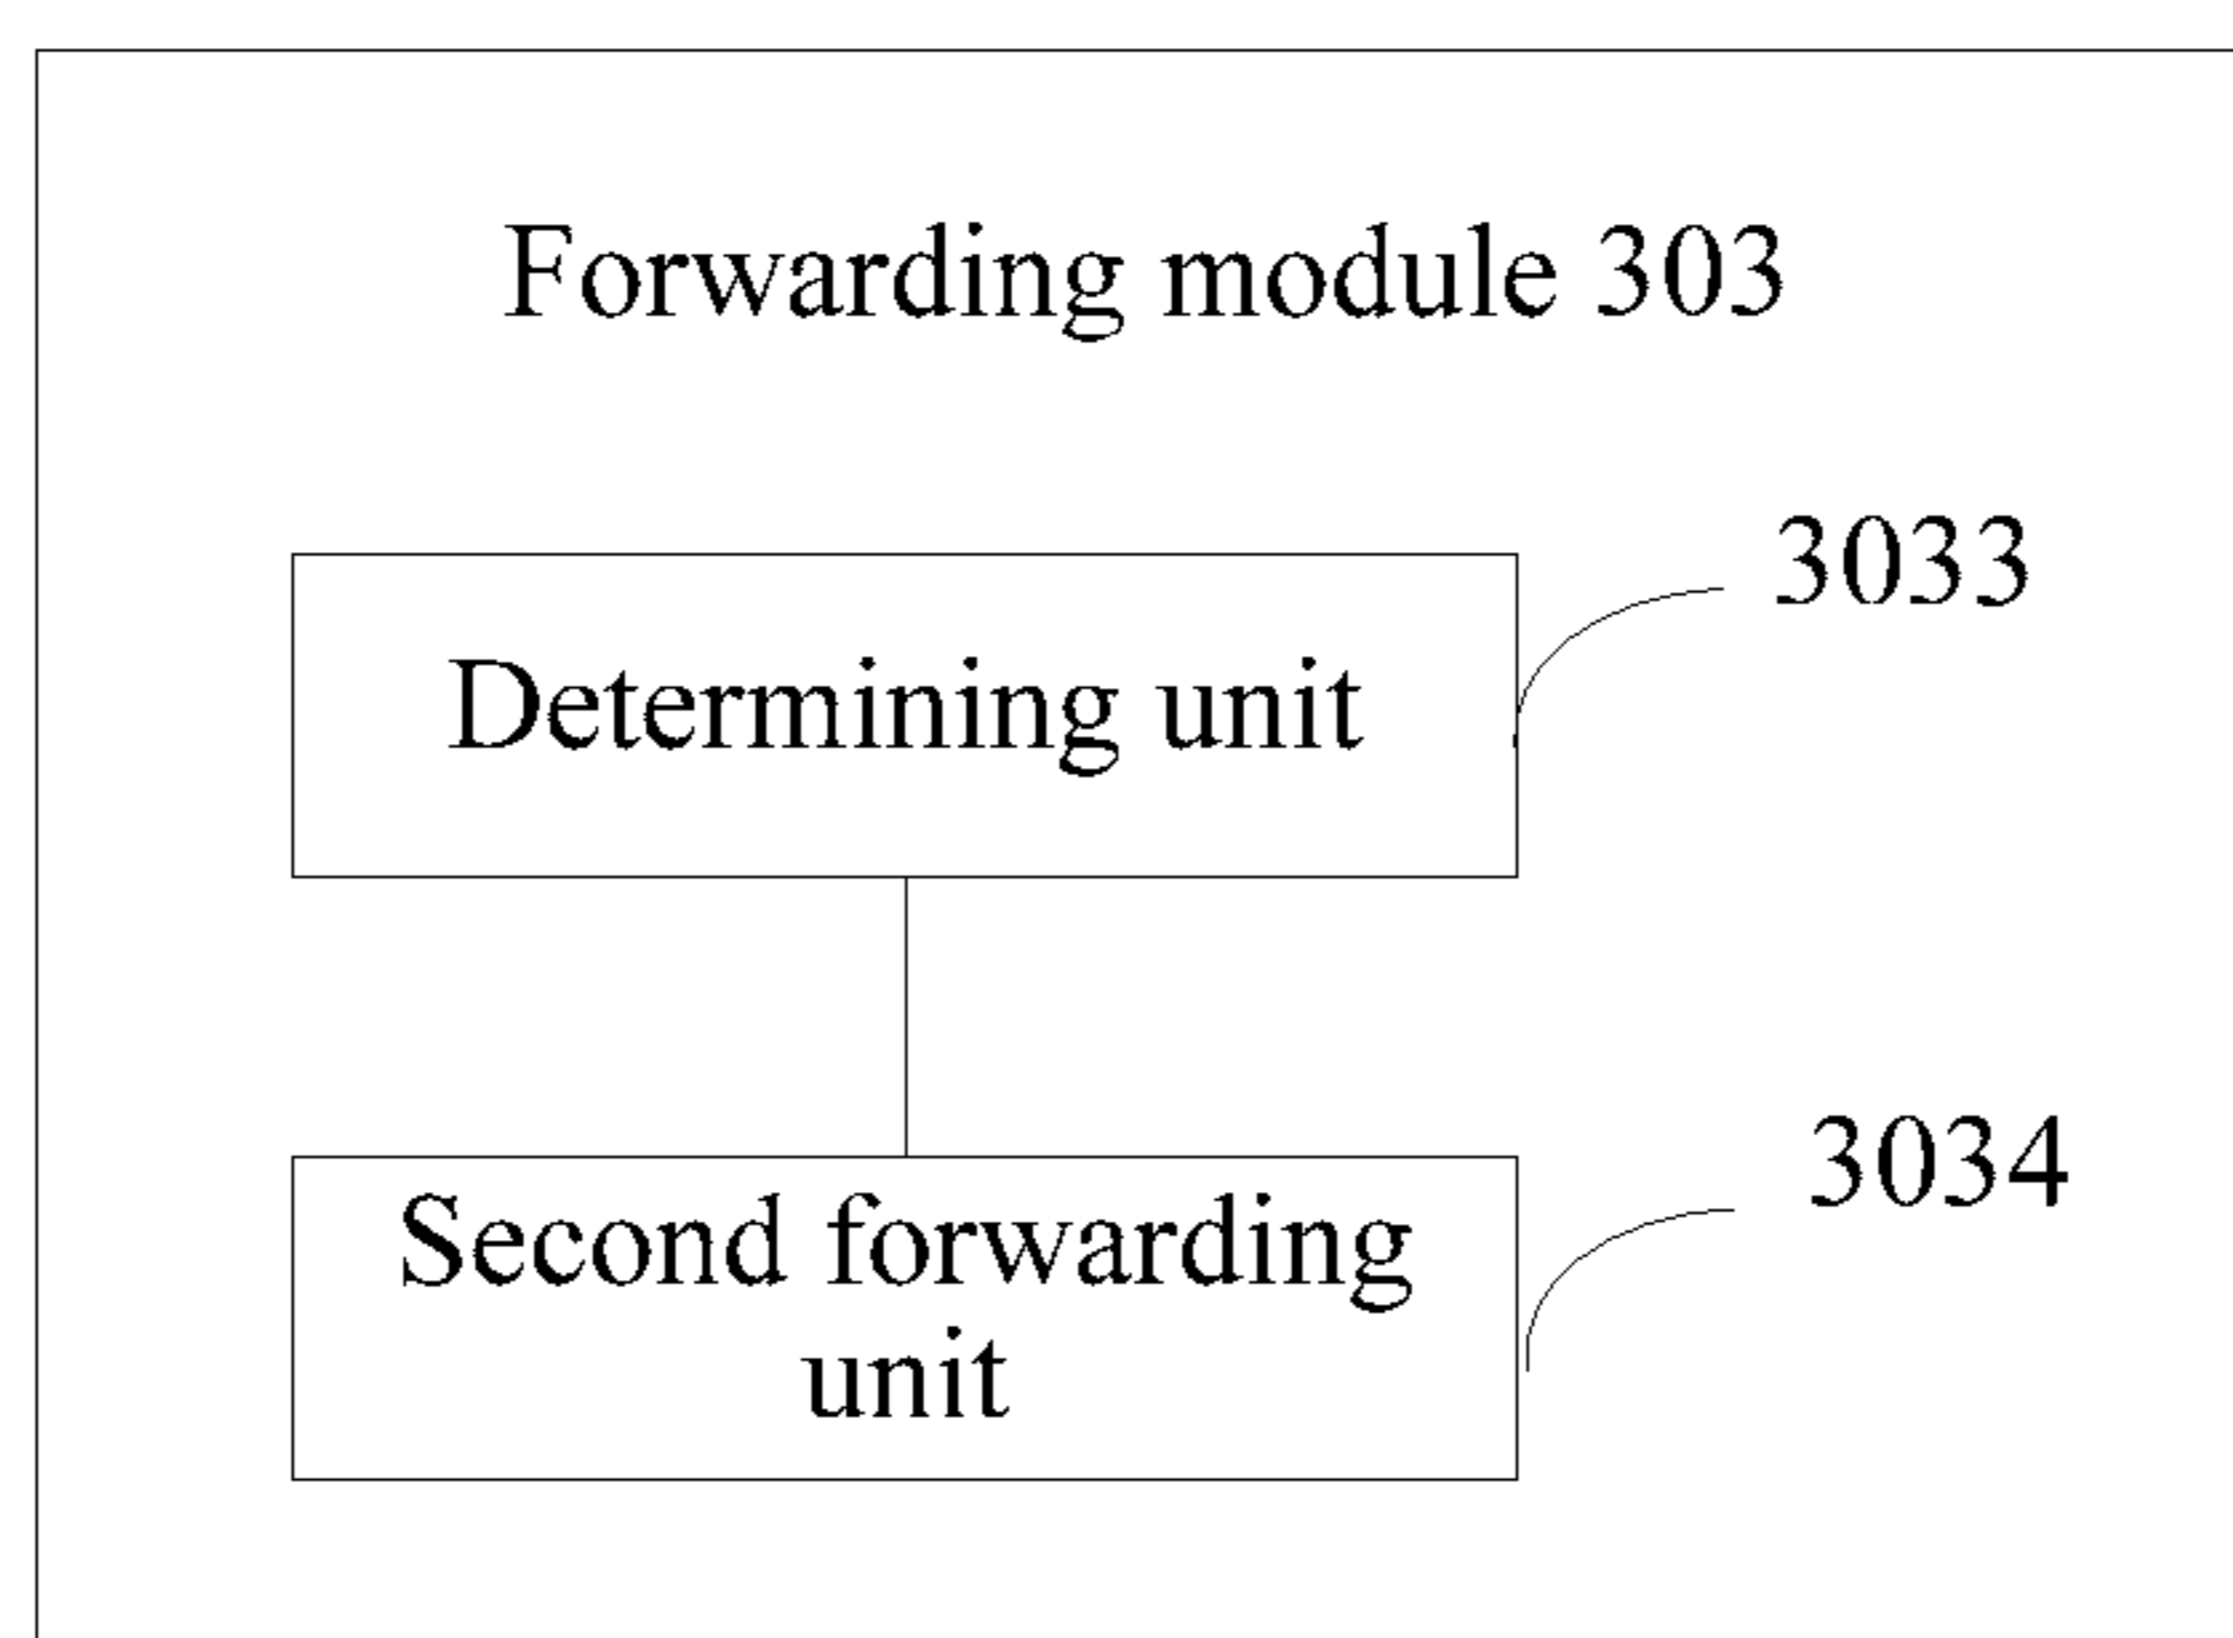 Forwarding module 303
3033
Determining unit
3034
Second forwarding
unit